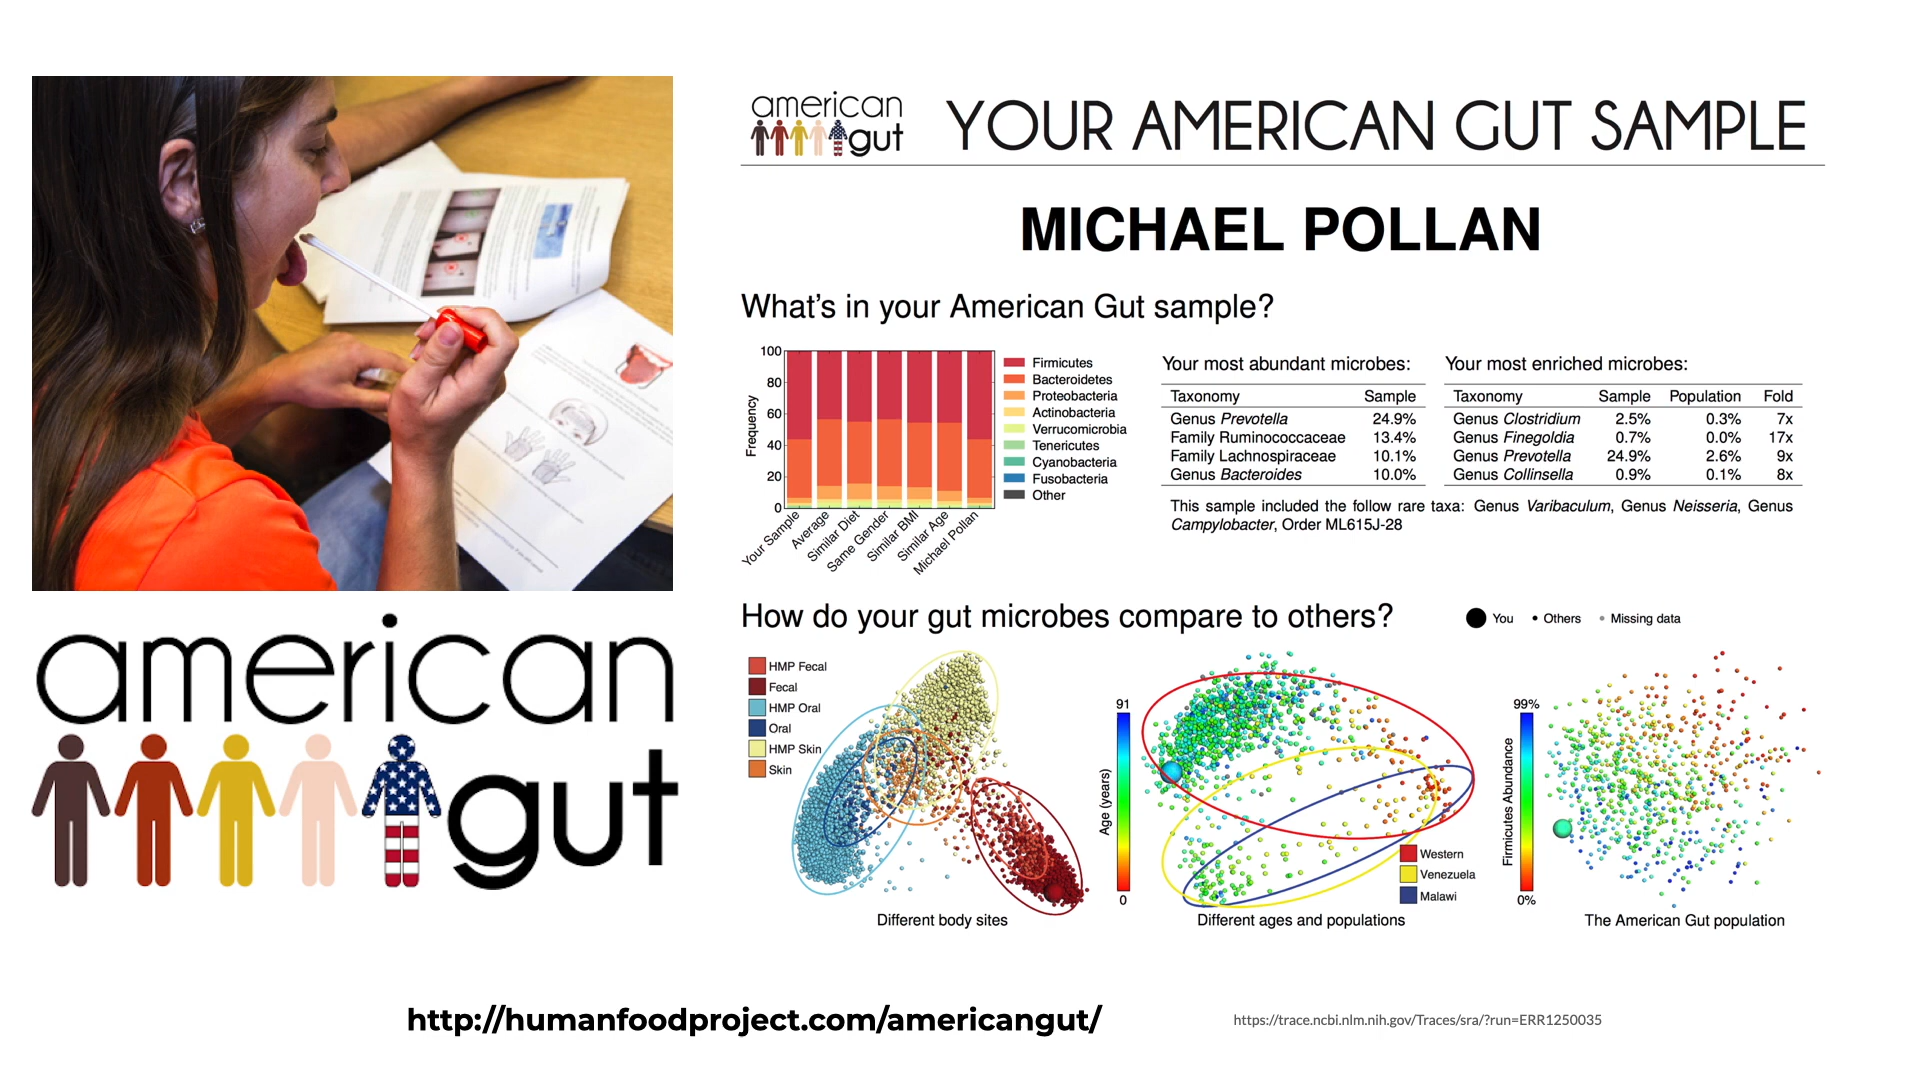 american
gut
YOUR AMERICAN GUT SAMPLE
MICHAEL POLLAN
What's in your American Gut sample?
Frequency
100
80
60
40
20
0
Your Sample
Average
Similar Diet
Same Gender
Similar BMI
Similar Age
Michael Pollan
Firmicutes
Bacteroidetes
Proteobacteria
Actinobacteria
Verrucomicrobia
Tenericutes
Cyanobacteria
Fusobacteria
Other
Your most abundant microbes:
Taxonomy Sample
Genus Prevotella 24.9%
Family Ruminococcaceae 13.4%
Family Lachnospiraceae 10.1%
Genus Bacteroides 10.0%
Your most enriched microbes:
Taxonomy Sample Population Fold
Genus Clostridium 2.5% 0.3% 7x
Genus Finegoldia 0.7% 0.0% 17x
Genus Prevotella 24.9% 2.6% 9x
Genus Collinsella 0.9% 0.1% 8x
This sample included the follow rare taxa: Genus Varibaculum, Genus Neisseria, Genus
Campylobacter, Order ML615J-28
How do your gut microbes compare to others?
You Others Missing data
HMP Fecal
Fecal
HMP Oral
Oral
HMP Skin
Skin
Different body sites
91
Age (years)
0
Western
Venezuela
Malawi
Different ages and populations
99%
Firmicutes Abundance
0%
The American Gut population
american
gut
http://humanfoodproject.com/americangut/
https://trace.ncbi.nlm.nih.gov/Traces/sra/?run=ERR1250035